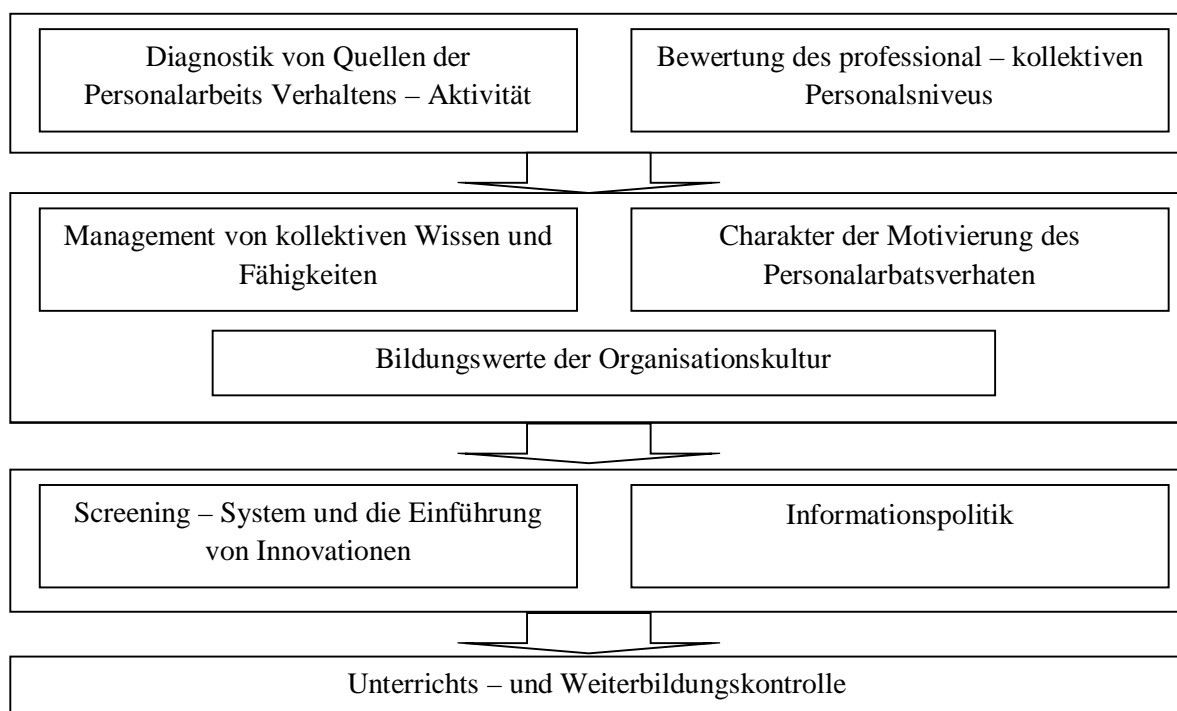 Diagnostik von Quellen der
Personalarbeits Verhaltens – Aktivität
Bewertung des professional – kollektiven
Personalsniveus
Management von kollektiven Wissen und
Fähigkeiten
Charakter der Motivierung des
Personalarbatsverhaten
Bildungswerte der Organisationskultur
Screening – System und die Einführung
von Innovationen
Informationspolitik
Unterrichts – und Weiterbildungskontrolle